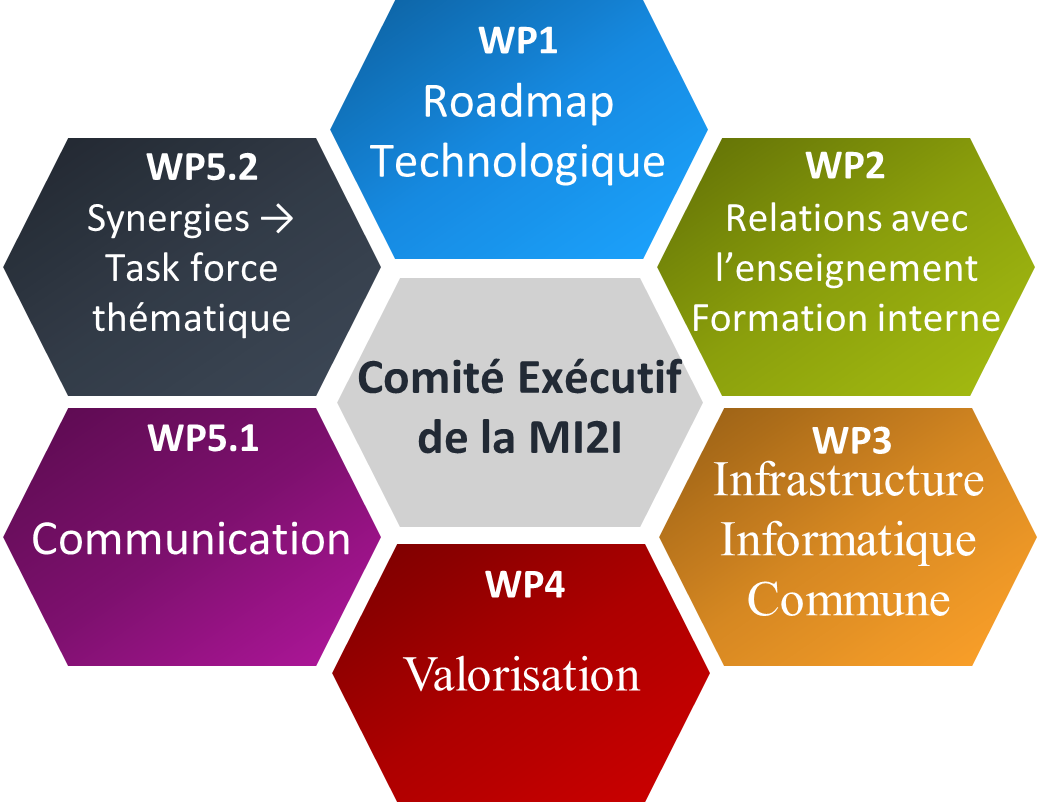 WP1
Roadmap
Technologique
WP5.2
Synergies →
Task force
thématique
WP2
Relations avec
l’enseignement
Formation interne
Comité Exécutif
de la MI2I
WP5.1
Communication
WP3
Infrastructure
Informatique
Commune
WP4
Valorisation